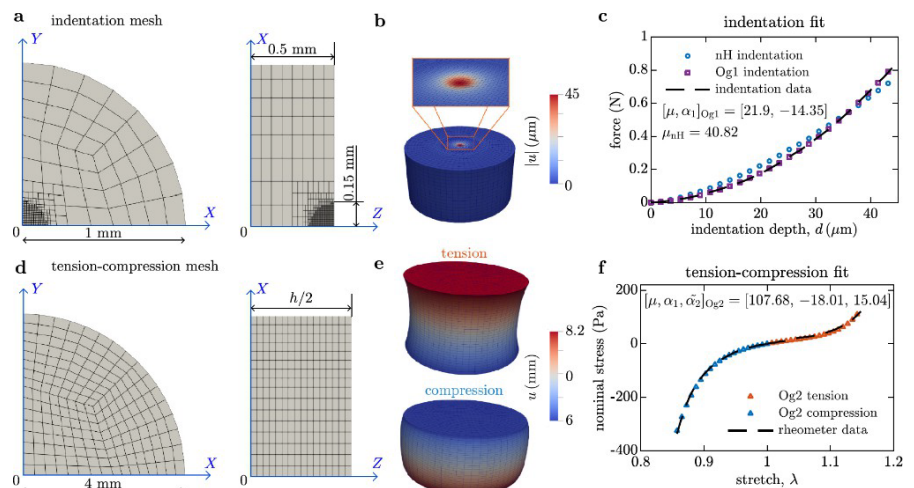 a
indentation mesh
Y
X
0
1 mm
X
0.5 mm
0.15 mm
0
Z
b
45
|u| (μm)
0
c
indentation fit
1
0.8
0.6
0.4
0.2
0
force (N)
nH indentation
Og1 indentation
indentation data
[μ, α₁]Og1 = [21.9, −14.35]
μnH = 40.82
0 10 20 30 40
indentation depth, d (μm)
d
tension-compression mesh
Y
X
0
4 mm
X
h/2
0
Z
e
tension
compression
8.2
0
6
u (mm)
f
tension-compression fit
200
0
-200
-400
nominal stress (Pa)
[μ, α₁, α̃₂]Og2 = [107.68, −18.01, 15.04]
Og2 tension
Og2 compression
rheometer data
0.8 0.9 1 1.1 1.2
stretch, λ